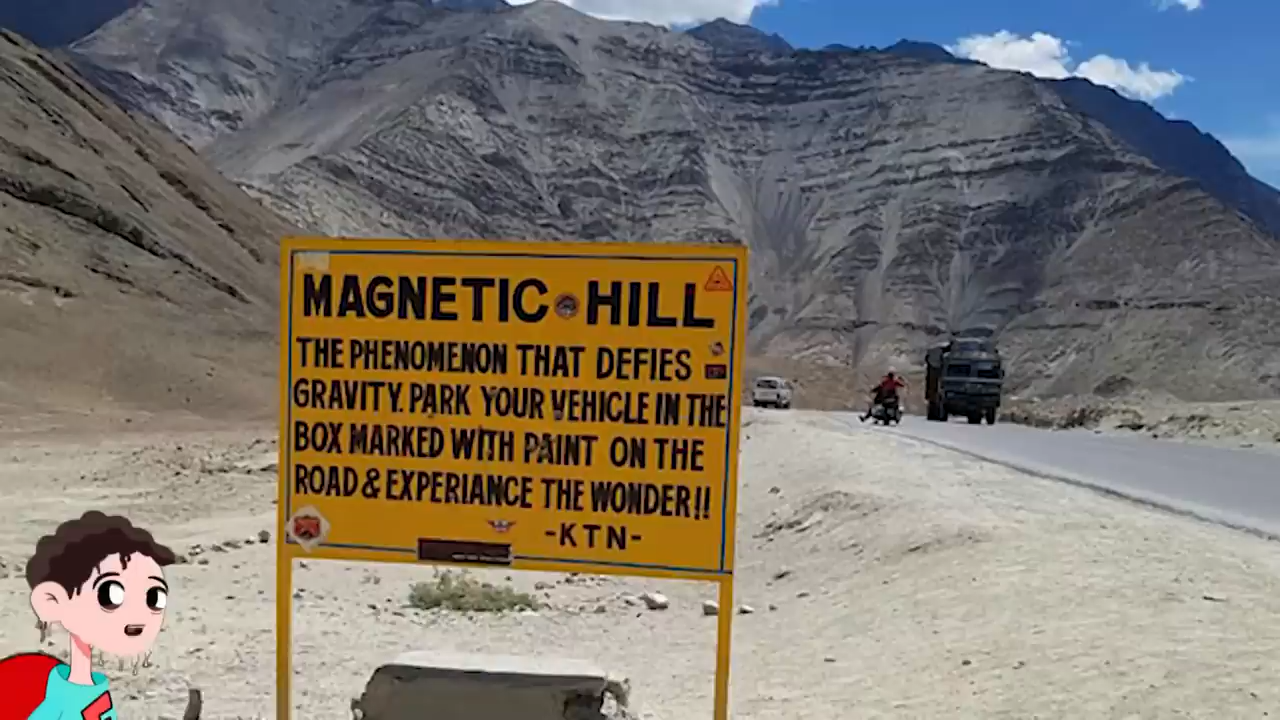 MAGNETIC HILL
THE PHENOMENON THAT DEFIES
GRAVITY. PARK YOUR VEHICLE IN THE
BOX MARKED WITH PAINT ON THE
ROAD & EXPERIANCE THE WONDER!!
-KTN-